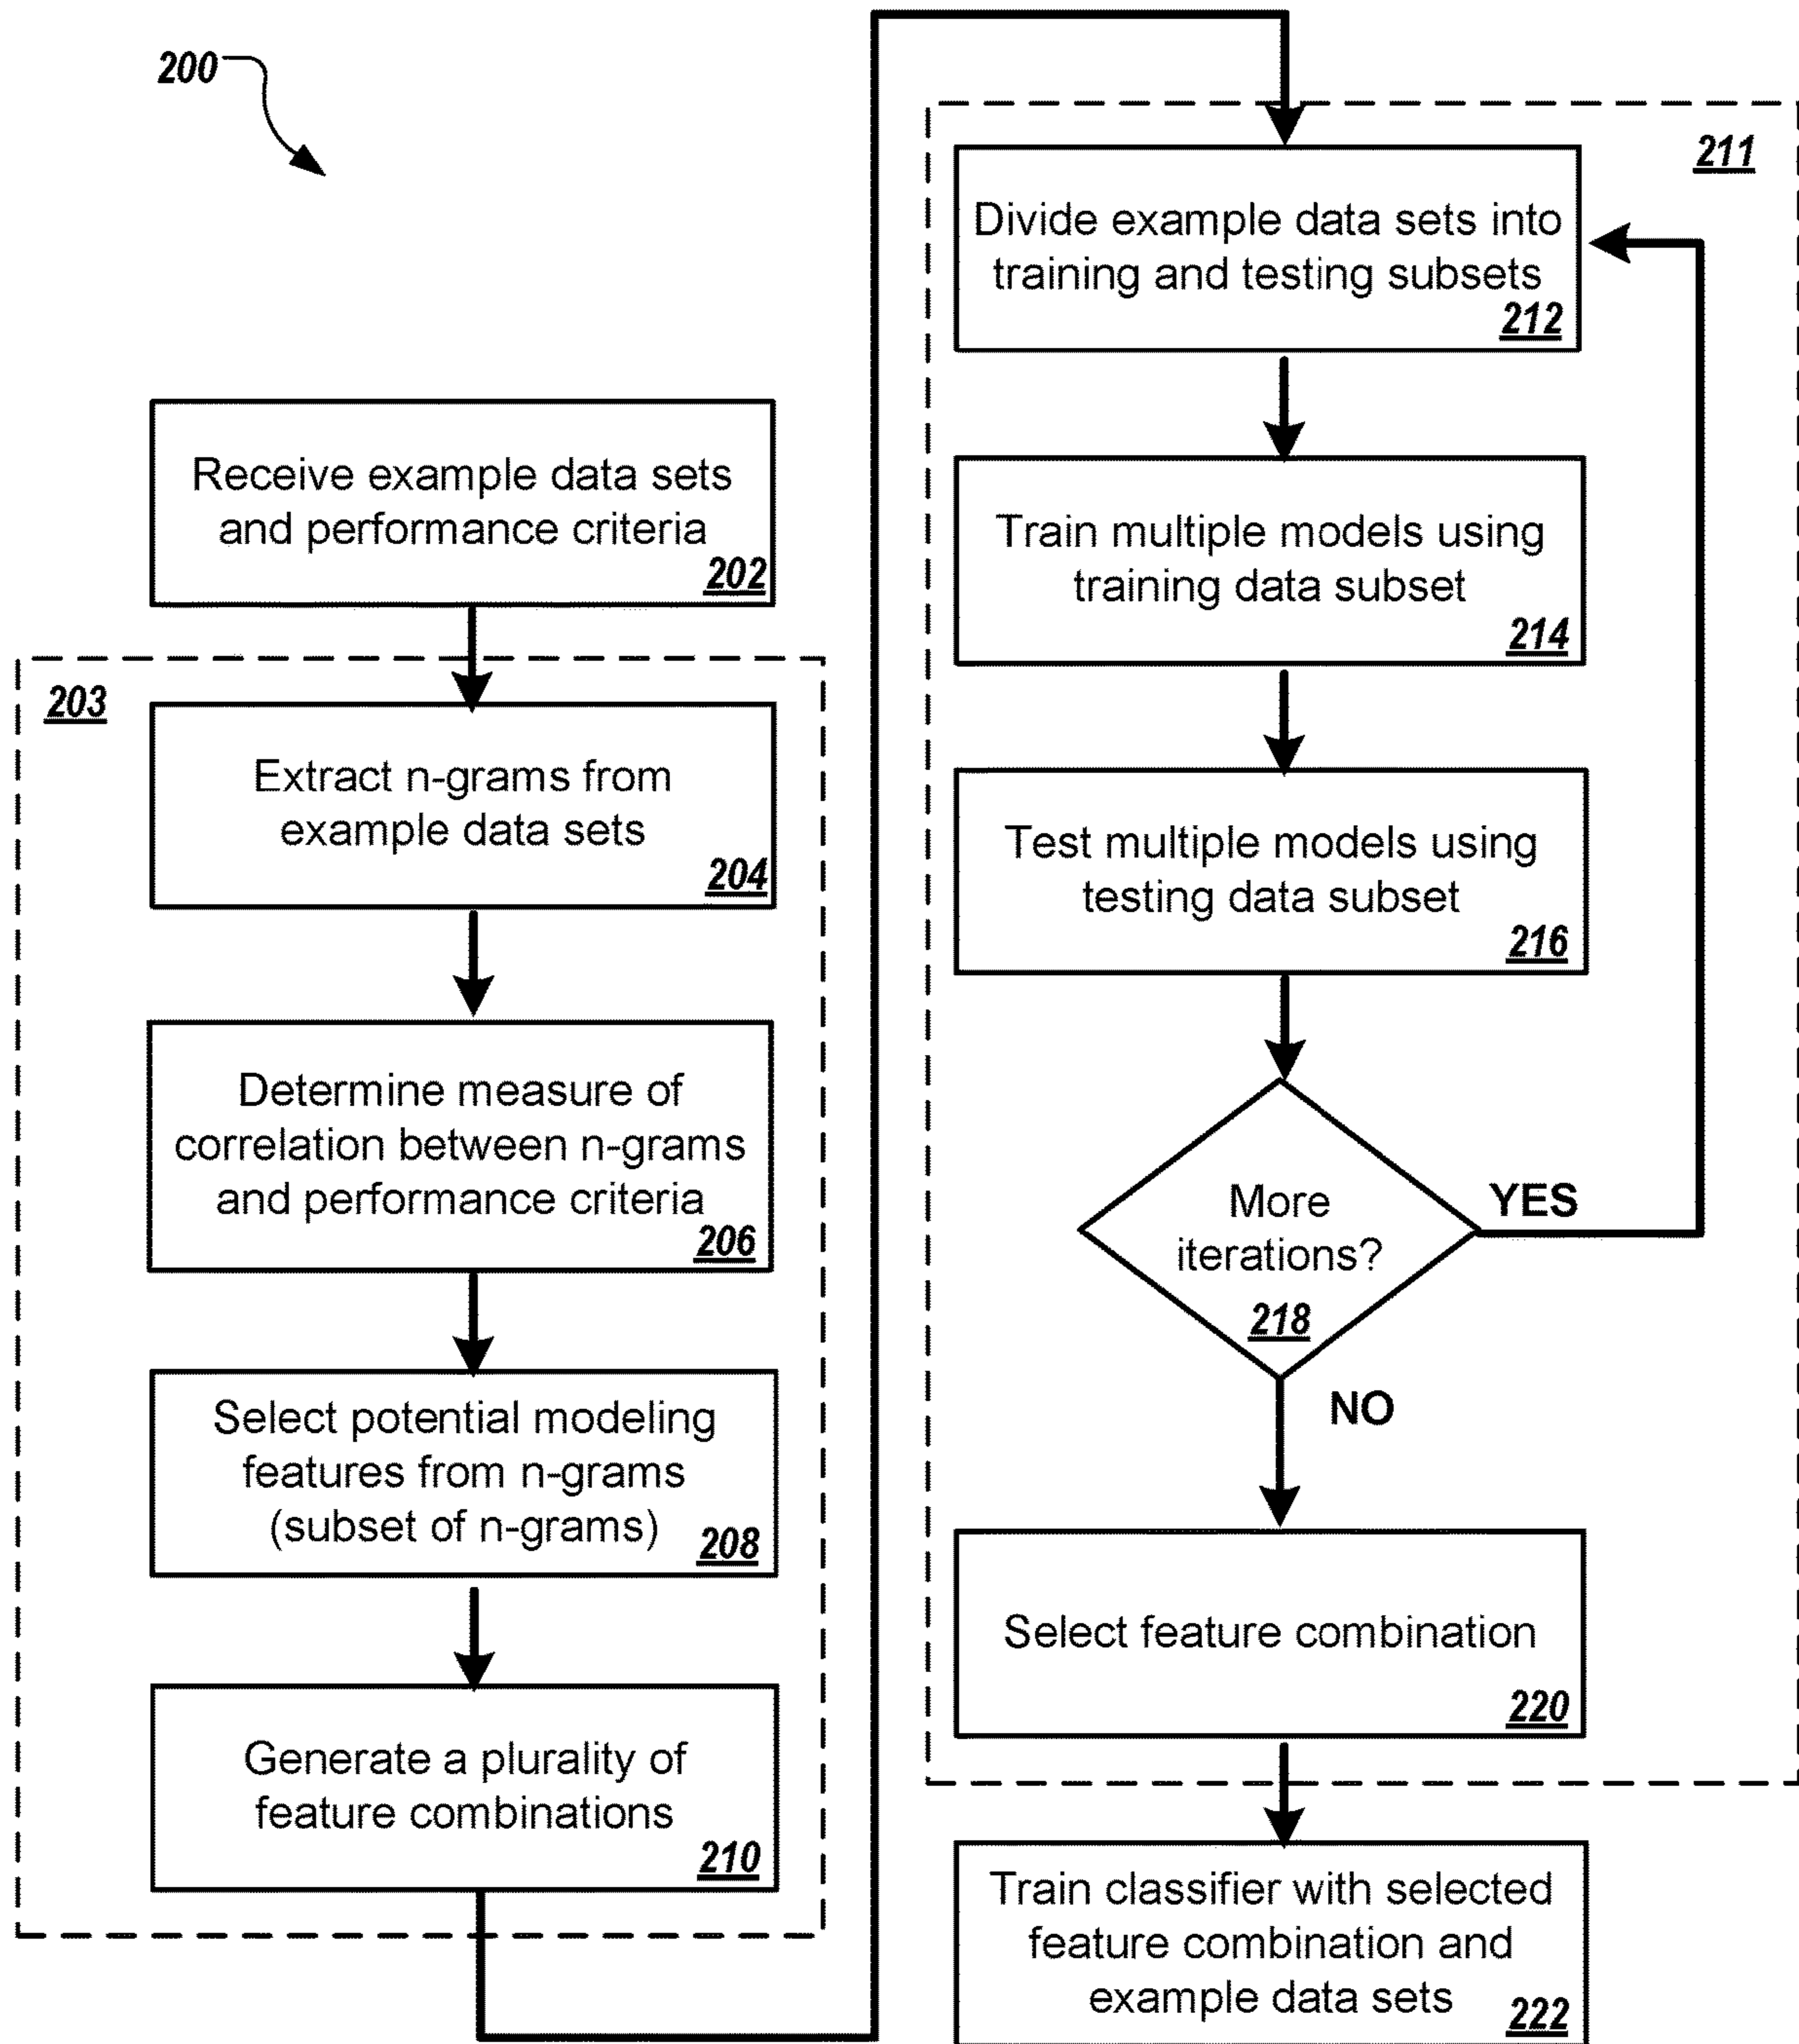 200
Receive example data sets
and performance criteria
202
203
Extract n-grams from
example data sets
204
Determine measure of
correlation between n-grams
and performance criteria
206
Select potential modeling
features from n-grams
(subset of n-grams)
208
Generate a plurality of
feature combinations
210
211
Divide example data sets into
training and testing subsets
212
Train multiple models using
training data subset
214
Test multiple models using
testing data subset
216
More
iterations?
218
YES
NO
Select feature combination
220
Train classifier with selected
feature combination and
example data sets
222